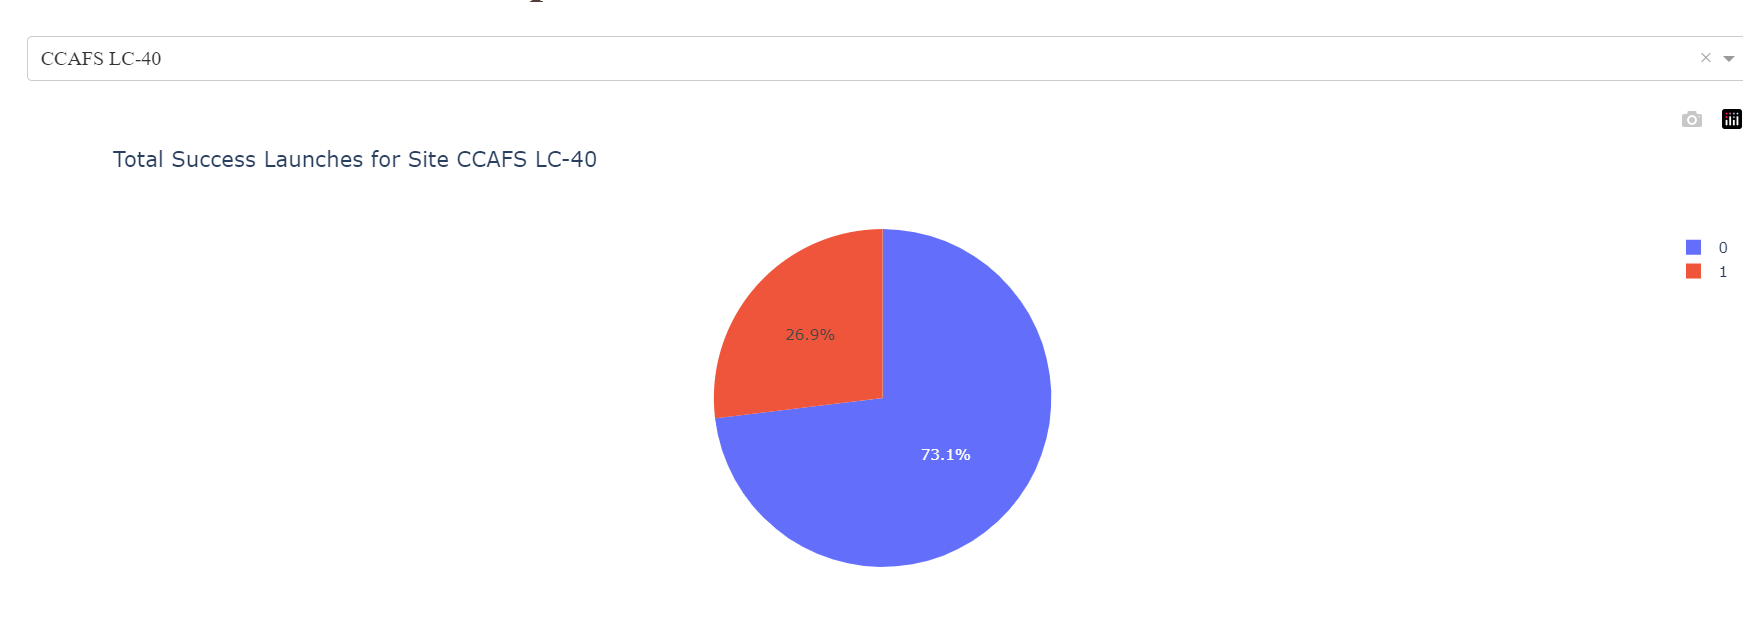 CCAFS LC-40
Total Success Launches for Site CCAFS LC-40
0
1
26.9%
73.1%